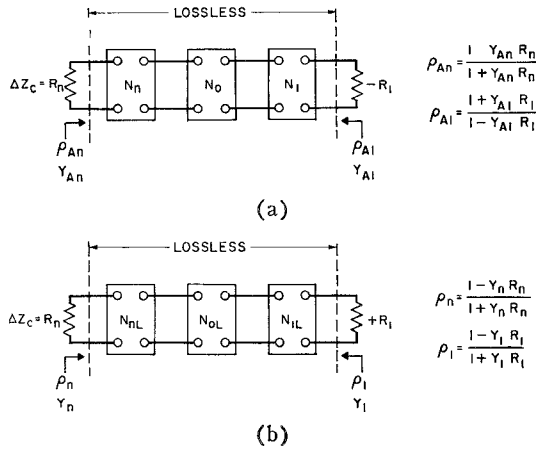 LOSSLESS
ΔZc = Rn
Nn
No
N1
−R1
ρAn
YAn
ρA1
YA1
ρAn = 1 YAn Rn / 1 + YAn Rn
ρA1 = 1 + YA1 R1 / 1 − YA1 R1
(a)
LOSSLESS
ΔZc = Rn
NnL
NoL
N1L
+R1
ρn
Yn
ρ1
Y1
ρn = 1 − Yn Rn / 1 + Yn Rn
ρ1 = 1 − Y1 R1 / 1 + Y1 R1
(b)